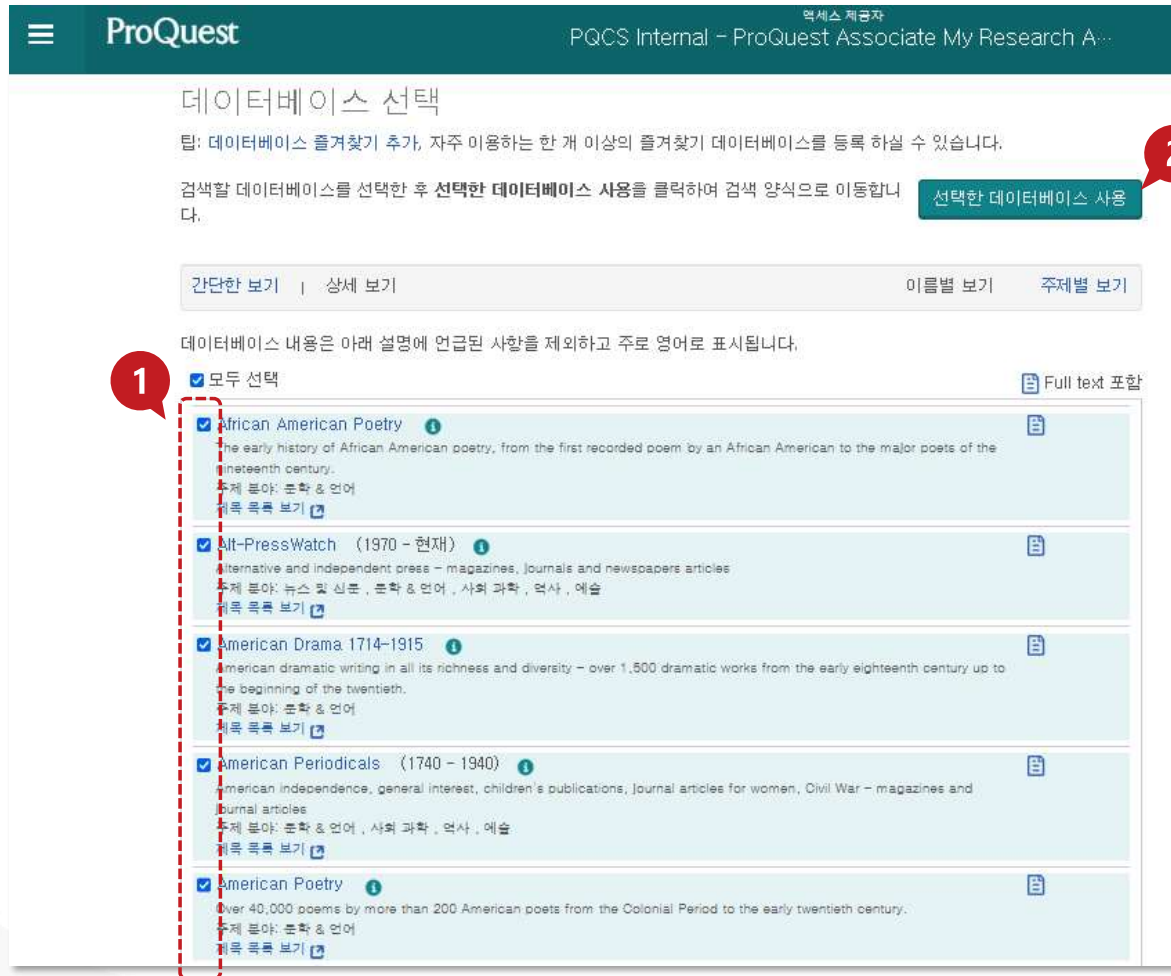 ProQuest
액세스 제공자
PQCS Internal – ProQuest Associate My Research A…
데이터베이스 선택
팁: 데이터베이스 즐겨찾기 추가, 자주 이용하는 한 개 이상의 즐겨찾기 데이터베이스를 등록 하실 수 있습니다.
2
검색할 데이터베이스를 선택한 후 선택한 데이터베이스 사용을 클릭하여 검색 양식으로 이동합니
다.
선택한 데이터베이스 사용
간단한 보기 | 상세 보기 이름별 보기 주제별 보기
데이터베이스 내용은 아래 설명에 언급된 사항을 제외하고 주로 영어로 표시됩니다.
1
모두 선택 Full text 포함
African American Poetry
The early history of African American poetry, from the first recorded poem by an African American to the major poets of the
nineteenth century.
주제 분야: 문학 & 언어
제목 목록 보기
Alt-PressWatch (1970 – 현재)
Alternative and independent press – magazines, journals and newspapers articles
주제 분야: 뉴스 및 신문 , 문학 & 언어 , 사회 과학 , 역사 , 예술
제목 목록 보기
American Drama 1714–1915
American dramatic writing in all its richness and diversity – over 1,500 dramatic works from the early eighteenth century up to
the beginning of the twentieth.
주제 분야: 문학 & 언어
제목 목록 보기
American Periodicals (1740 – 1940)
American independence, general interest, children's publications, journal articles for women, Civil War – magazines and
journal articles
주제 분야: 문학 & 언어 , 사회 과학 , 역사 , 예술
제목 목록 보기
American Poetry
Over 40,000 poems by more than 200 American poets from the Colonial Period to the early twentieth century.
주제 분야: 문학 & 언어
제목 목록 보기